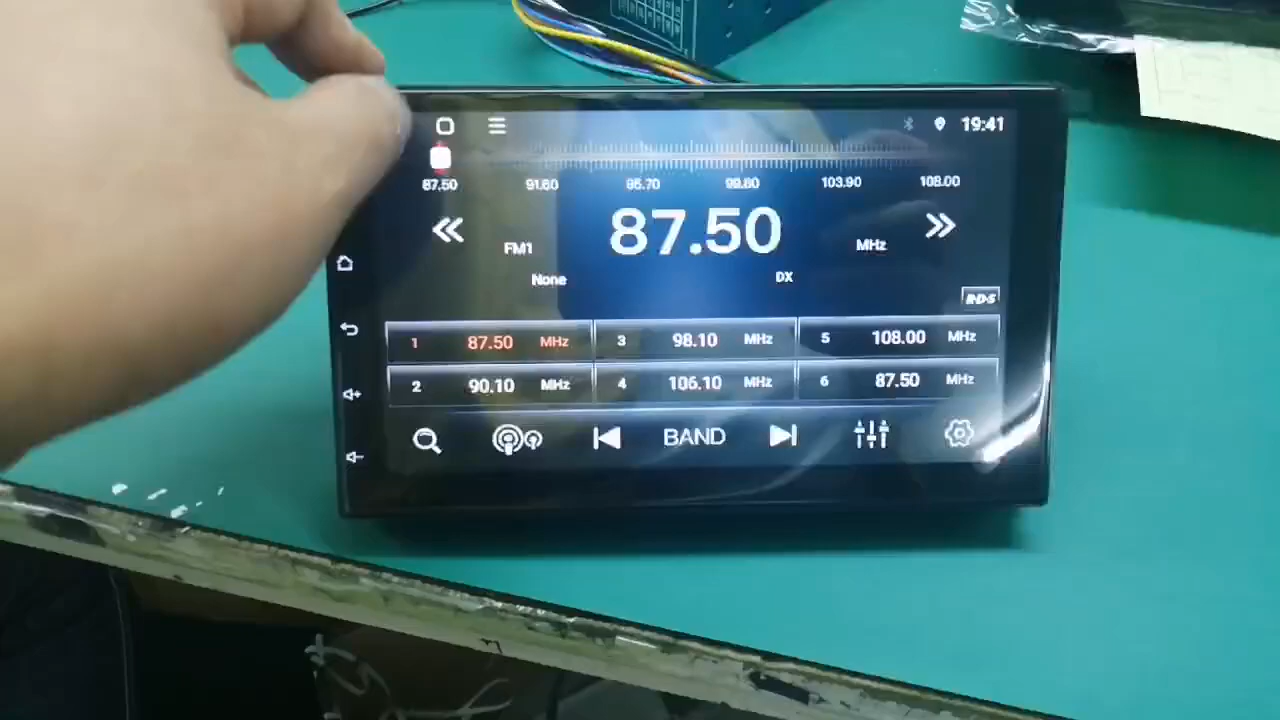 19:41
87.50 91.60 95.70 99.80 103.90 108.00
87.50
FM1 MHz
None DX
RDS
1 87.50 MHz 3 98.10 MHz 5 108.00 MHz
2 90.10 MHz 4 106.10 MHz 6 87.50 MHz
BAND